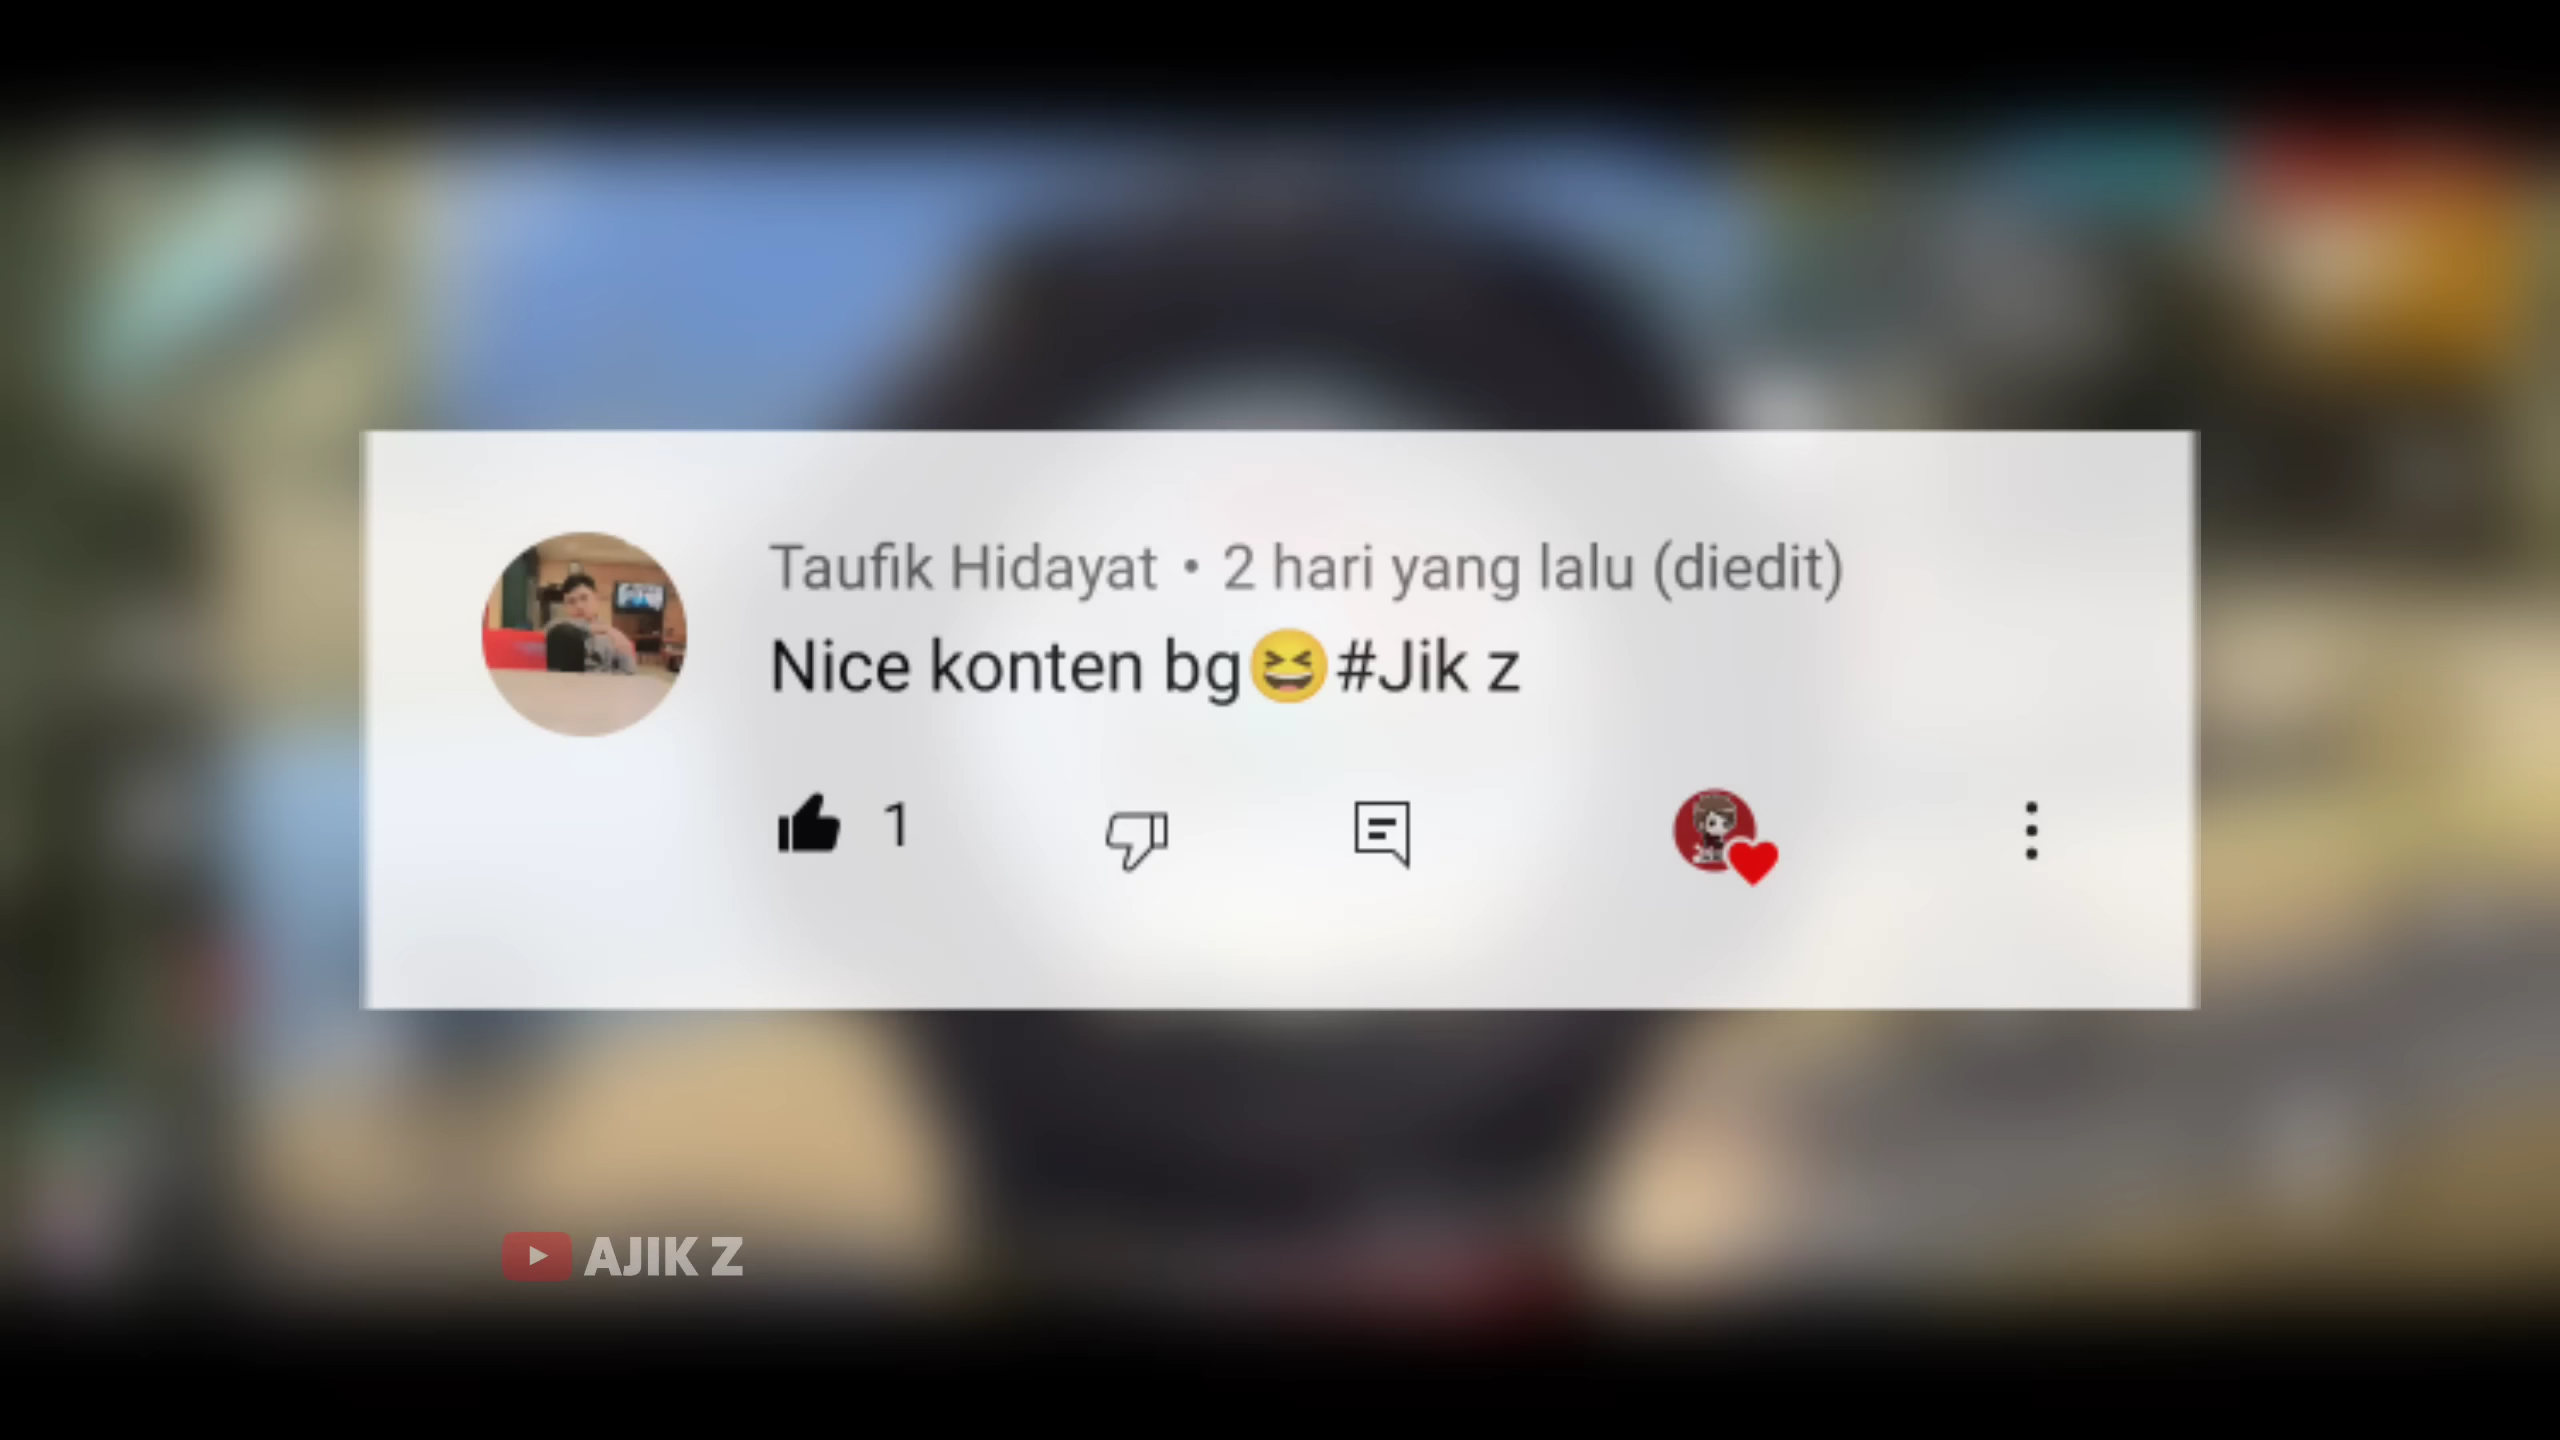 Taufik Hidayat • 2 hari yang lalu (diedit)
Nice konten bg😆#Jik z
1
AJIK Z